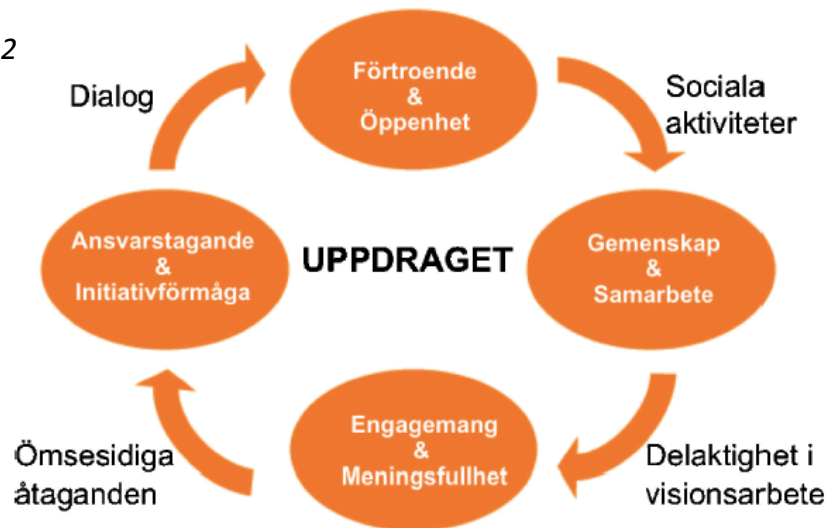 2
Förtroende
&
Öppenhet
Dialog
Sociala
aktiviteter
Ansvarstagande
&
Initiativförmåga
UPPDRAGET
Gemenskap
&
Samarbete
Engagemang
&
Meningsfullhet
Ömsesidiga
åtaganden
Delaktighet i
visionsarbete